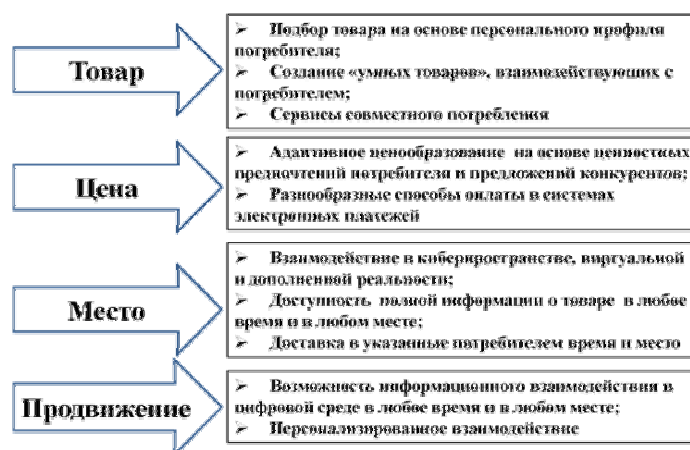 Товар
➢ Подбор товара на основе персонального профиля
потребителя;
➢ Создание «умных товаров», взаимодействующих с
потребителем;
➢ Сервисы совместного потребления
Цена
➢ Адаптивное ценообразование на основе ценностных
предпочтений потребителя и предложений конкурентов;
➢ Разнообразные способы оплаты в системах
электронных платежей
Место
➢ Взаимодействие в киберпространстве, виртуальной
и дополненной реальности;
➢ Доступность полной информации о товаре в любое
время и в любом месте;
➢ Доставка в указанные потребителем время и место
Продвижение
➢ Возможность информационного взаимодействия в
цифровой среде в любое время и в любом месте;
➢ Персонализированное взаимодействие